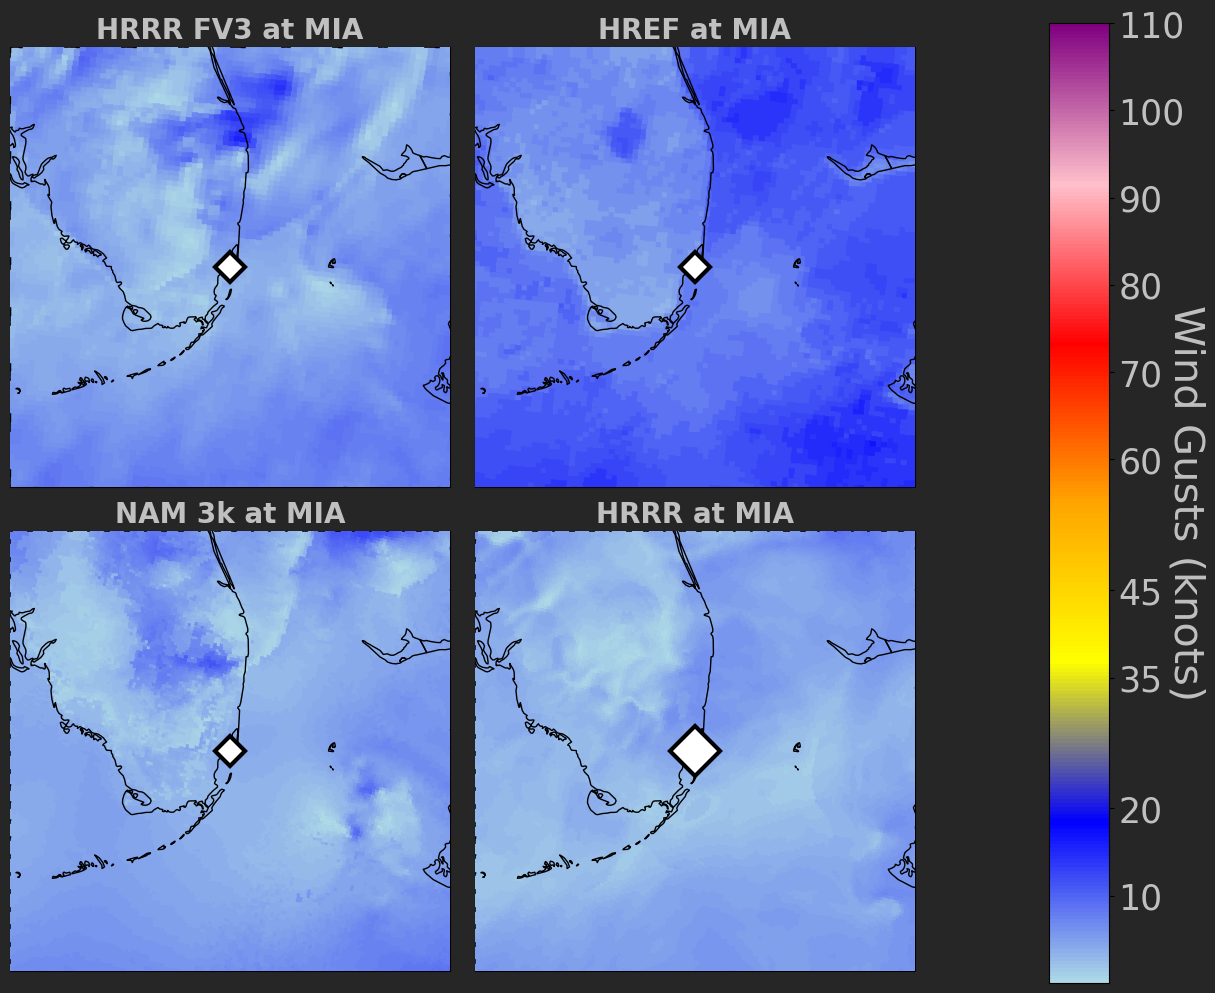 HRRR FV3 at MIA
HREF at MIA
NAM 3k at MIA
HRRR at MIA
110
100
90
80
70
60
45
35
20
10
Wind Gusts (knots)